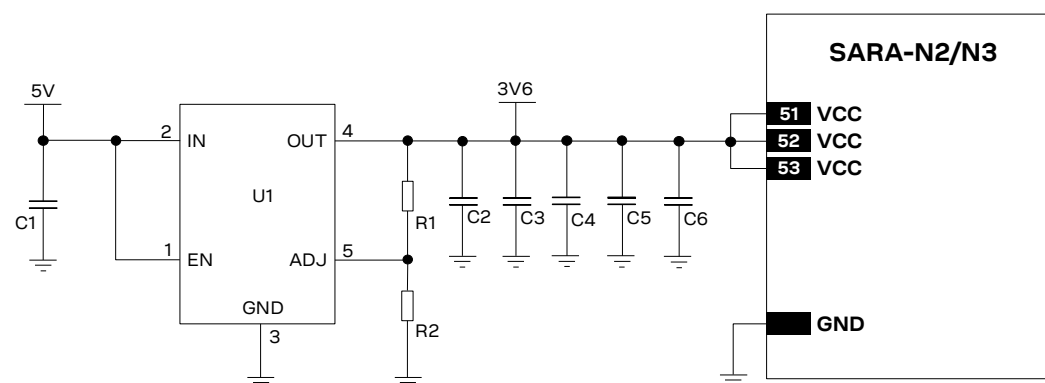 SARA-N2/N3
5V
3V6
51 VCC
2 IN OUT 4
52 VCC
53 VCC
U1
C1
R1
C2 C3 C4 C5 C6
1 EN ADJ 5
GND
3
R2
GND